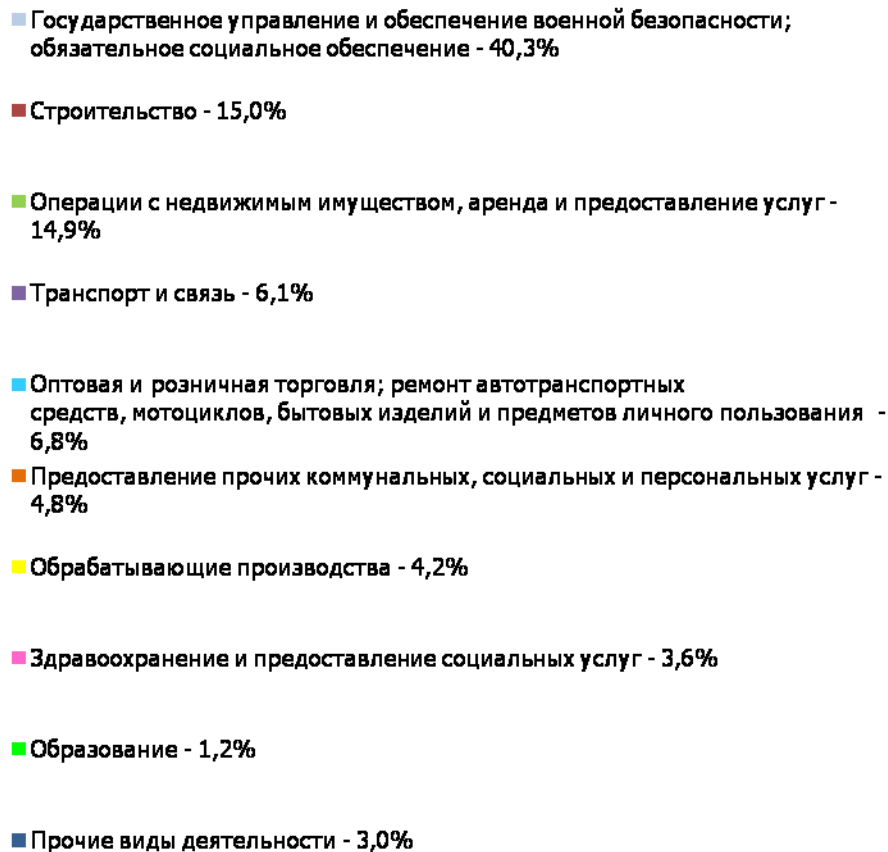 Государственное управление и обеспечение военной безопасности;
обязательное социальное обеспечение - 40,3%
Строительство - 15,0%
Операции с недвижимым имуществом, аренда и предоставление услуг -
14,9%
Транспорт и связь - 6,1%
Оптовая и розничная торговля; ремонт автотранспортных
средств, мотоциклов, бытовых изделий и предметов личного пользования -
6,8%
Предоставление прочих коммунальных, социальных и персональных услуг -
4,8%
Обрабатывающие производства - 4,2%
Здравоохранение и предоставление социальных услуг - 3,6%
Образование - 1,2%
Прочие виды деятельности - 3,0%